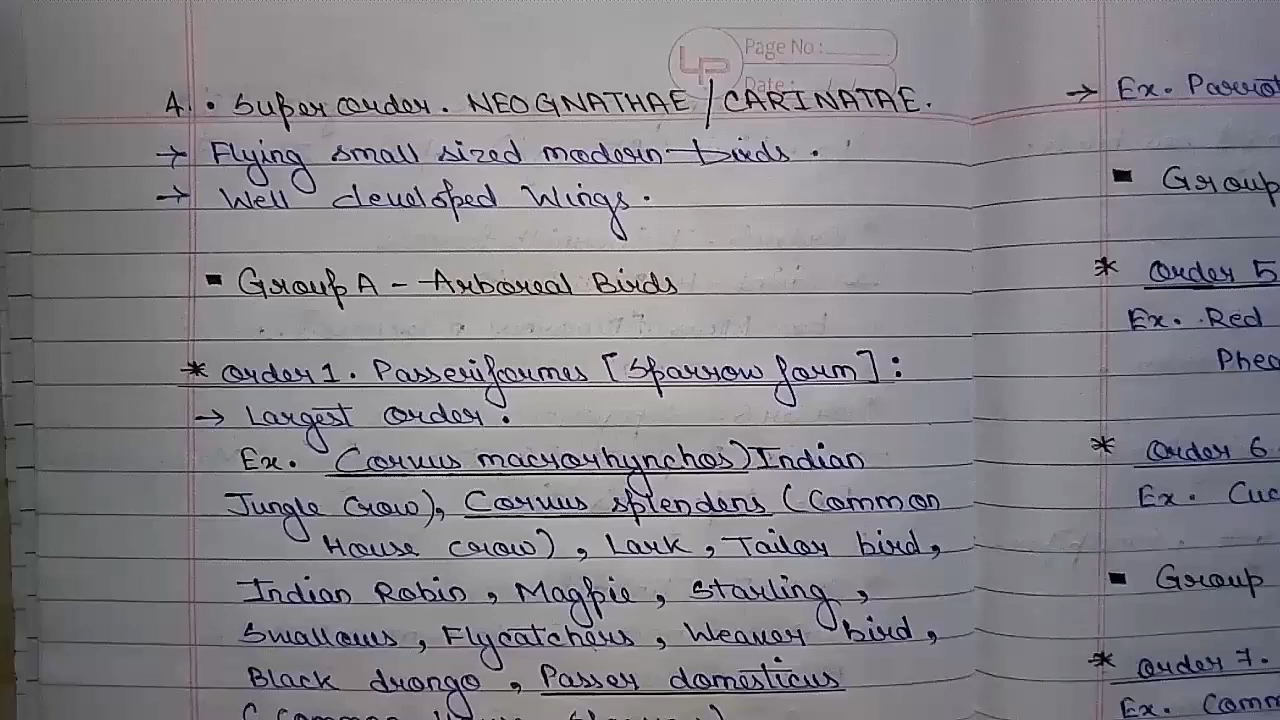 LP
Page No:
Date:
4. • Super order. NEOGNATHAE / CARINATAE.
→ Flying small sized modern birds.
→ Well developed Wings.
▪ Group A - Arboreal Birds
* Order 1. Passeriformes [Sparrow form] :
→ Largest order.
Ex. Corvus macrorhynchos) Indian
Jungle Crow), Corvus splendens (Common
House crow), Lark, Tailor bird,
Indian Robin, Magpie, Starling,
Swallows, Flycatchers, Weaver bird,
Black drongo, Passer domesticus
→ Ex. Parrot
▪ Group
* Order 5
Ex. Red
Phea
* Order 6
Ex. Cuc
▪ Group
* Order 7.
Ex. Comm